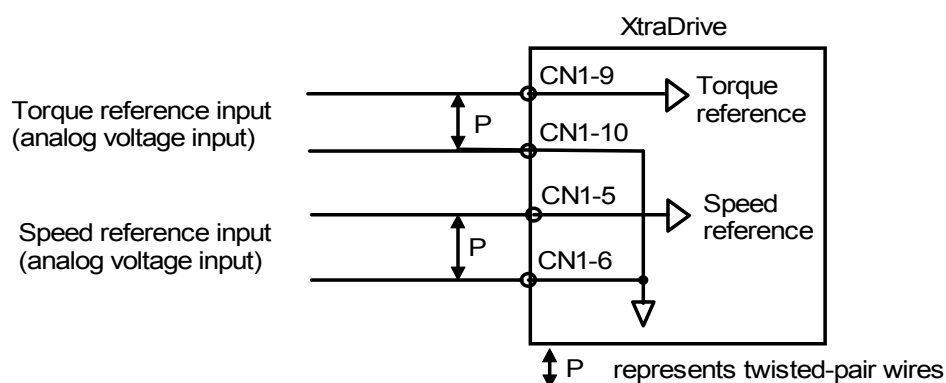 XtraDrive
CN1-9
Torque
reference
Torque reference input
(analog voltage input)
P
CN1-10
CN1-5
Speed
reference
Speed reference input
(analog voltage input)
P
CN1-6
P represents twisted-pair wires